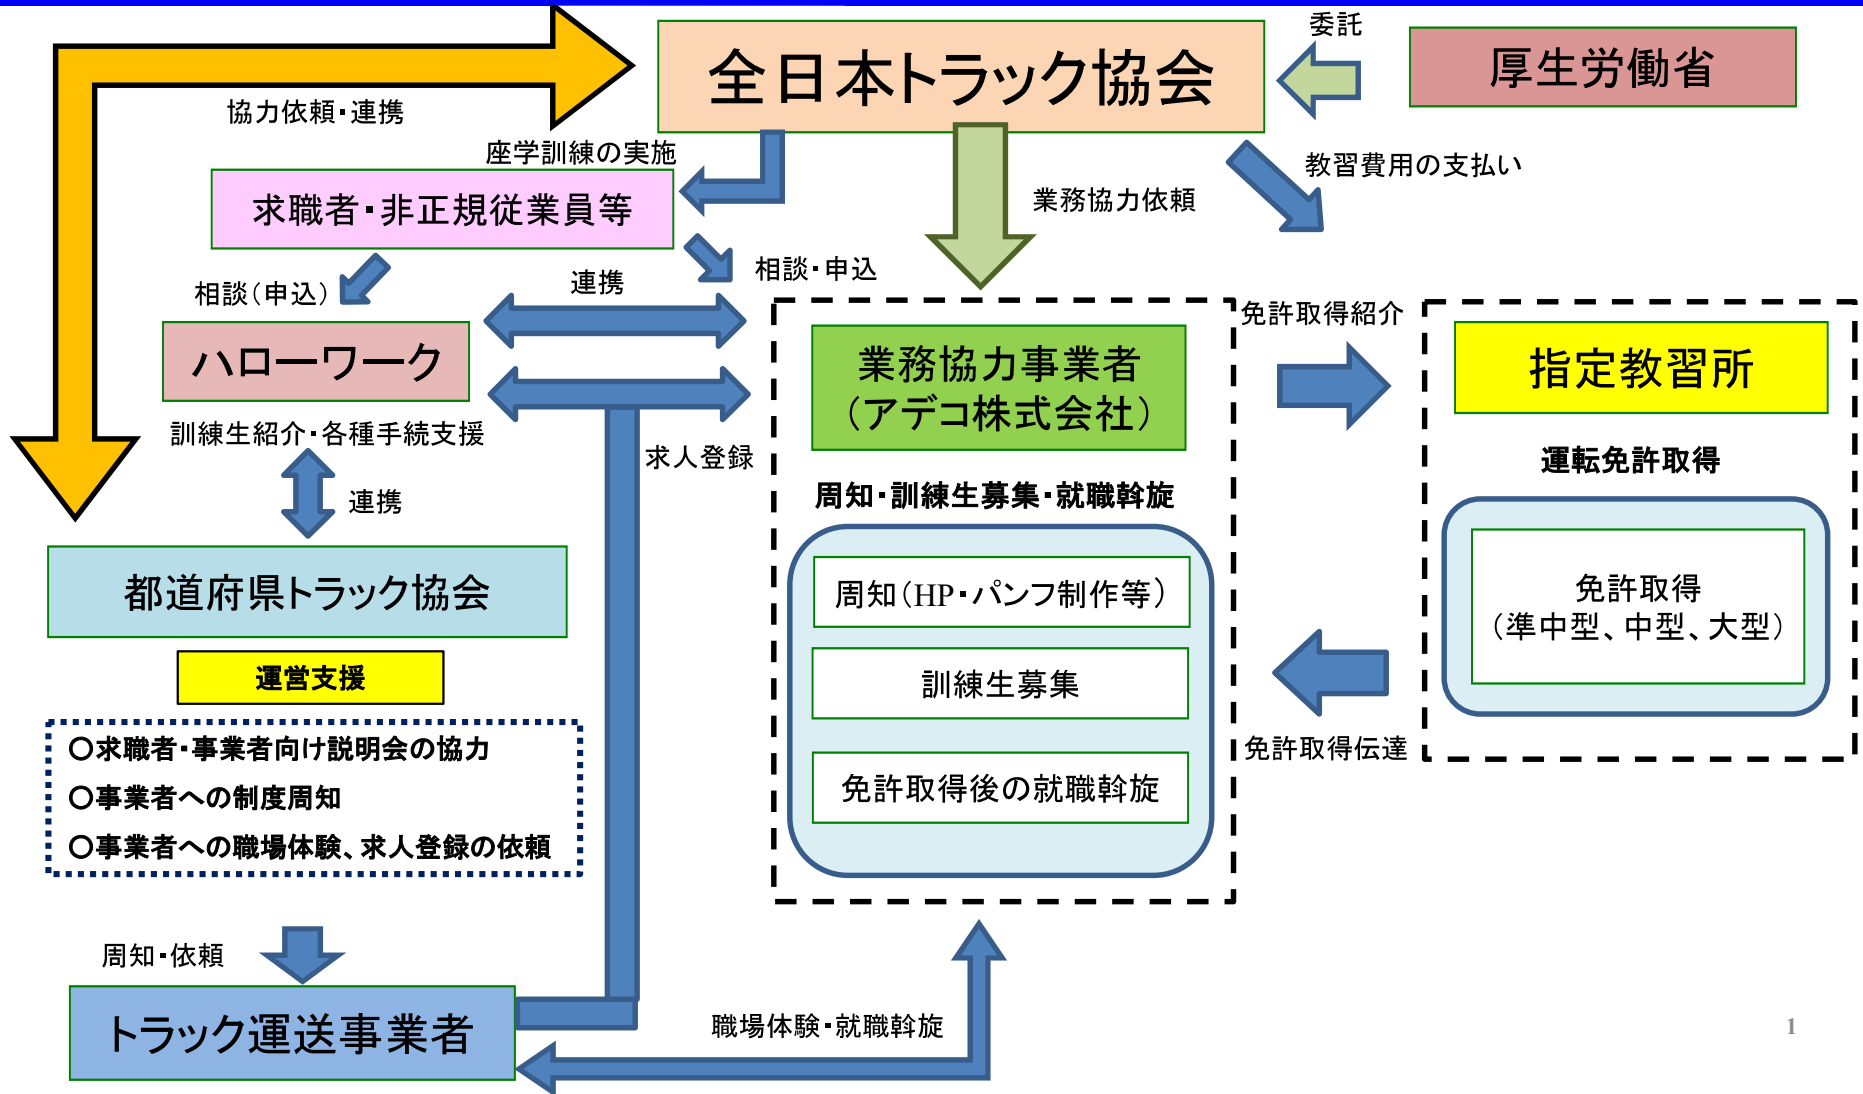 委託
全日本トラック協会
厚生労働省
協力依頼・連携
座学訓練の実施
教習費用の支払い
業務協力依頼
求職者・非正規従業員等
相談・申込
相談(申込)
連携
免許取得紹介
ハローワーク
業務協力事業者
(アデコ株式会社)
指定教習所
訓練生紹介・各種手続支援
求人登録
運転免許取得
連携
周知・訓練生募集・就職斡旋
都道府県トラック協会
周知(HP・パンフ制作等)
免許取得
(準中型、中型、大型)
運営支援
訓練生募集
〇求職者・事業者向け説明会の協力
免許取得伝達
〇事業者への制度周知
免許取得後の就職斡旋
〇事業者への職場体験、求人登録の依頼
周知・依頼
トラック運送事業者
職場体験・就職斡旋
1